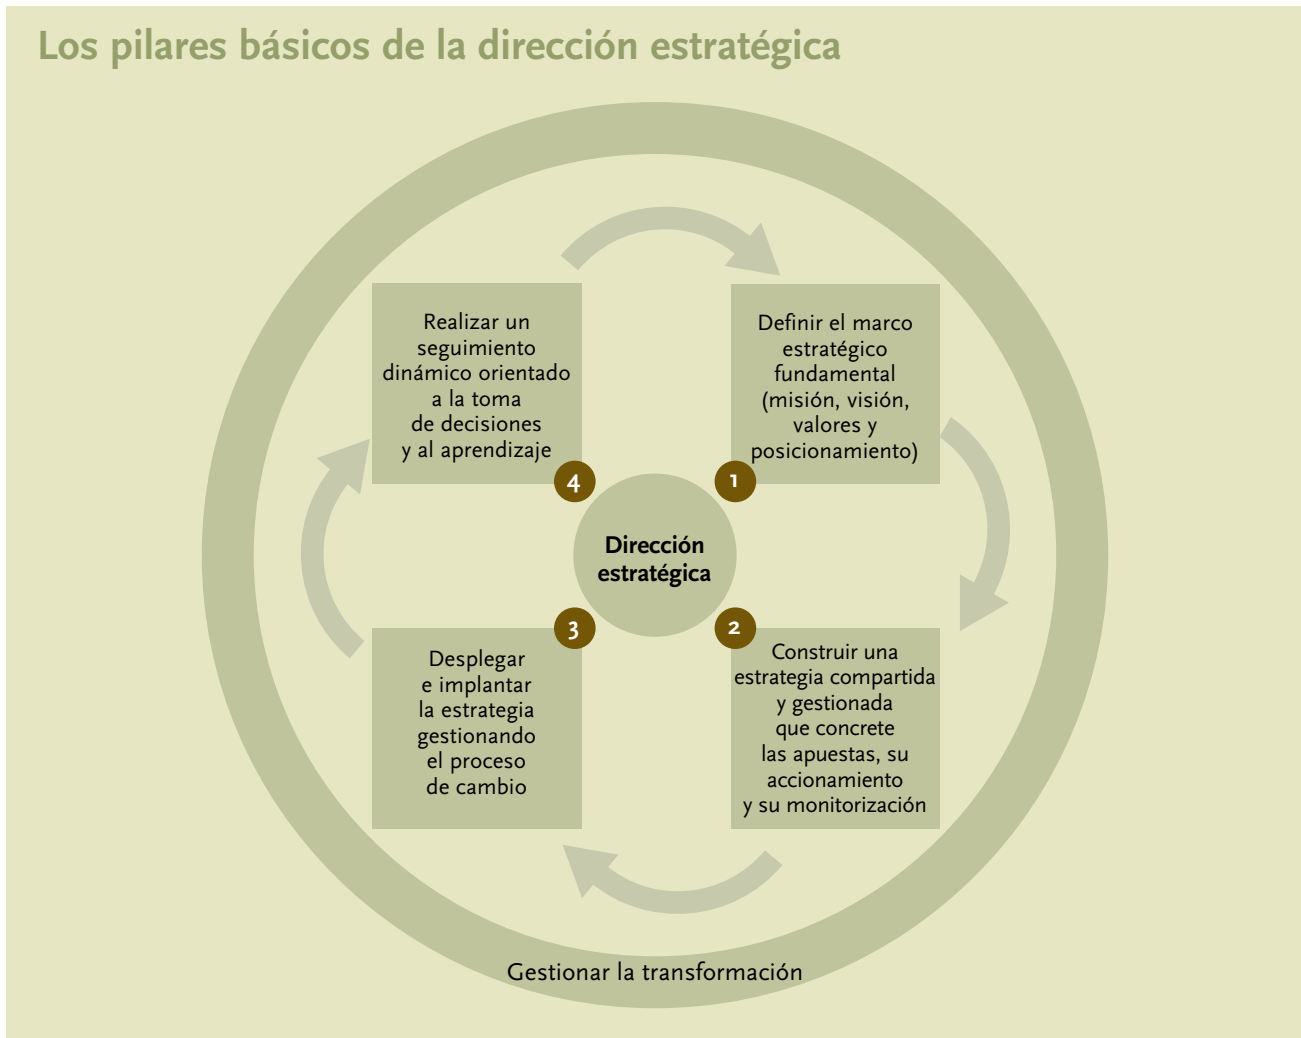 Los pilares básicos de la dirección estratégica
Realizar un
seguimiento
dinámico orientado
a la toma
de decisiones
y al aprendizaje
4
Definir el marco
estratégico
fundamental
(misión, visión,
valores y
posicionamiento)
1
Dirección
estratégica
3
Desplegar
e implantar
la estrategia
gestionando
el proceso
de cambio
2
Construir una
estrategia compartida
y gestionada
que concrete
las apuestas, su
accionamiento
y su monitorización
Gestionar la transformación